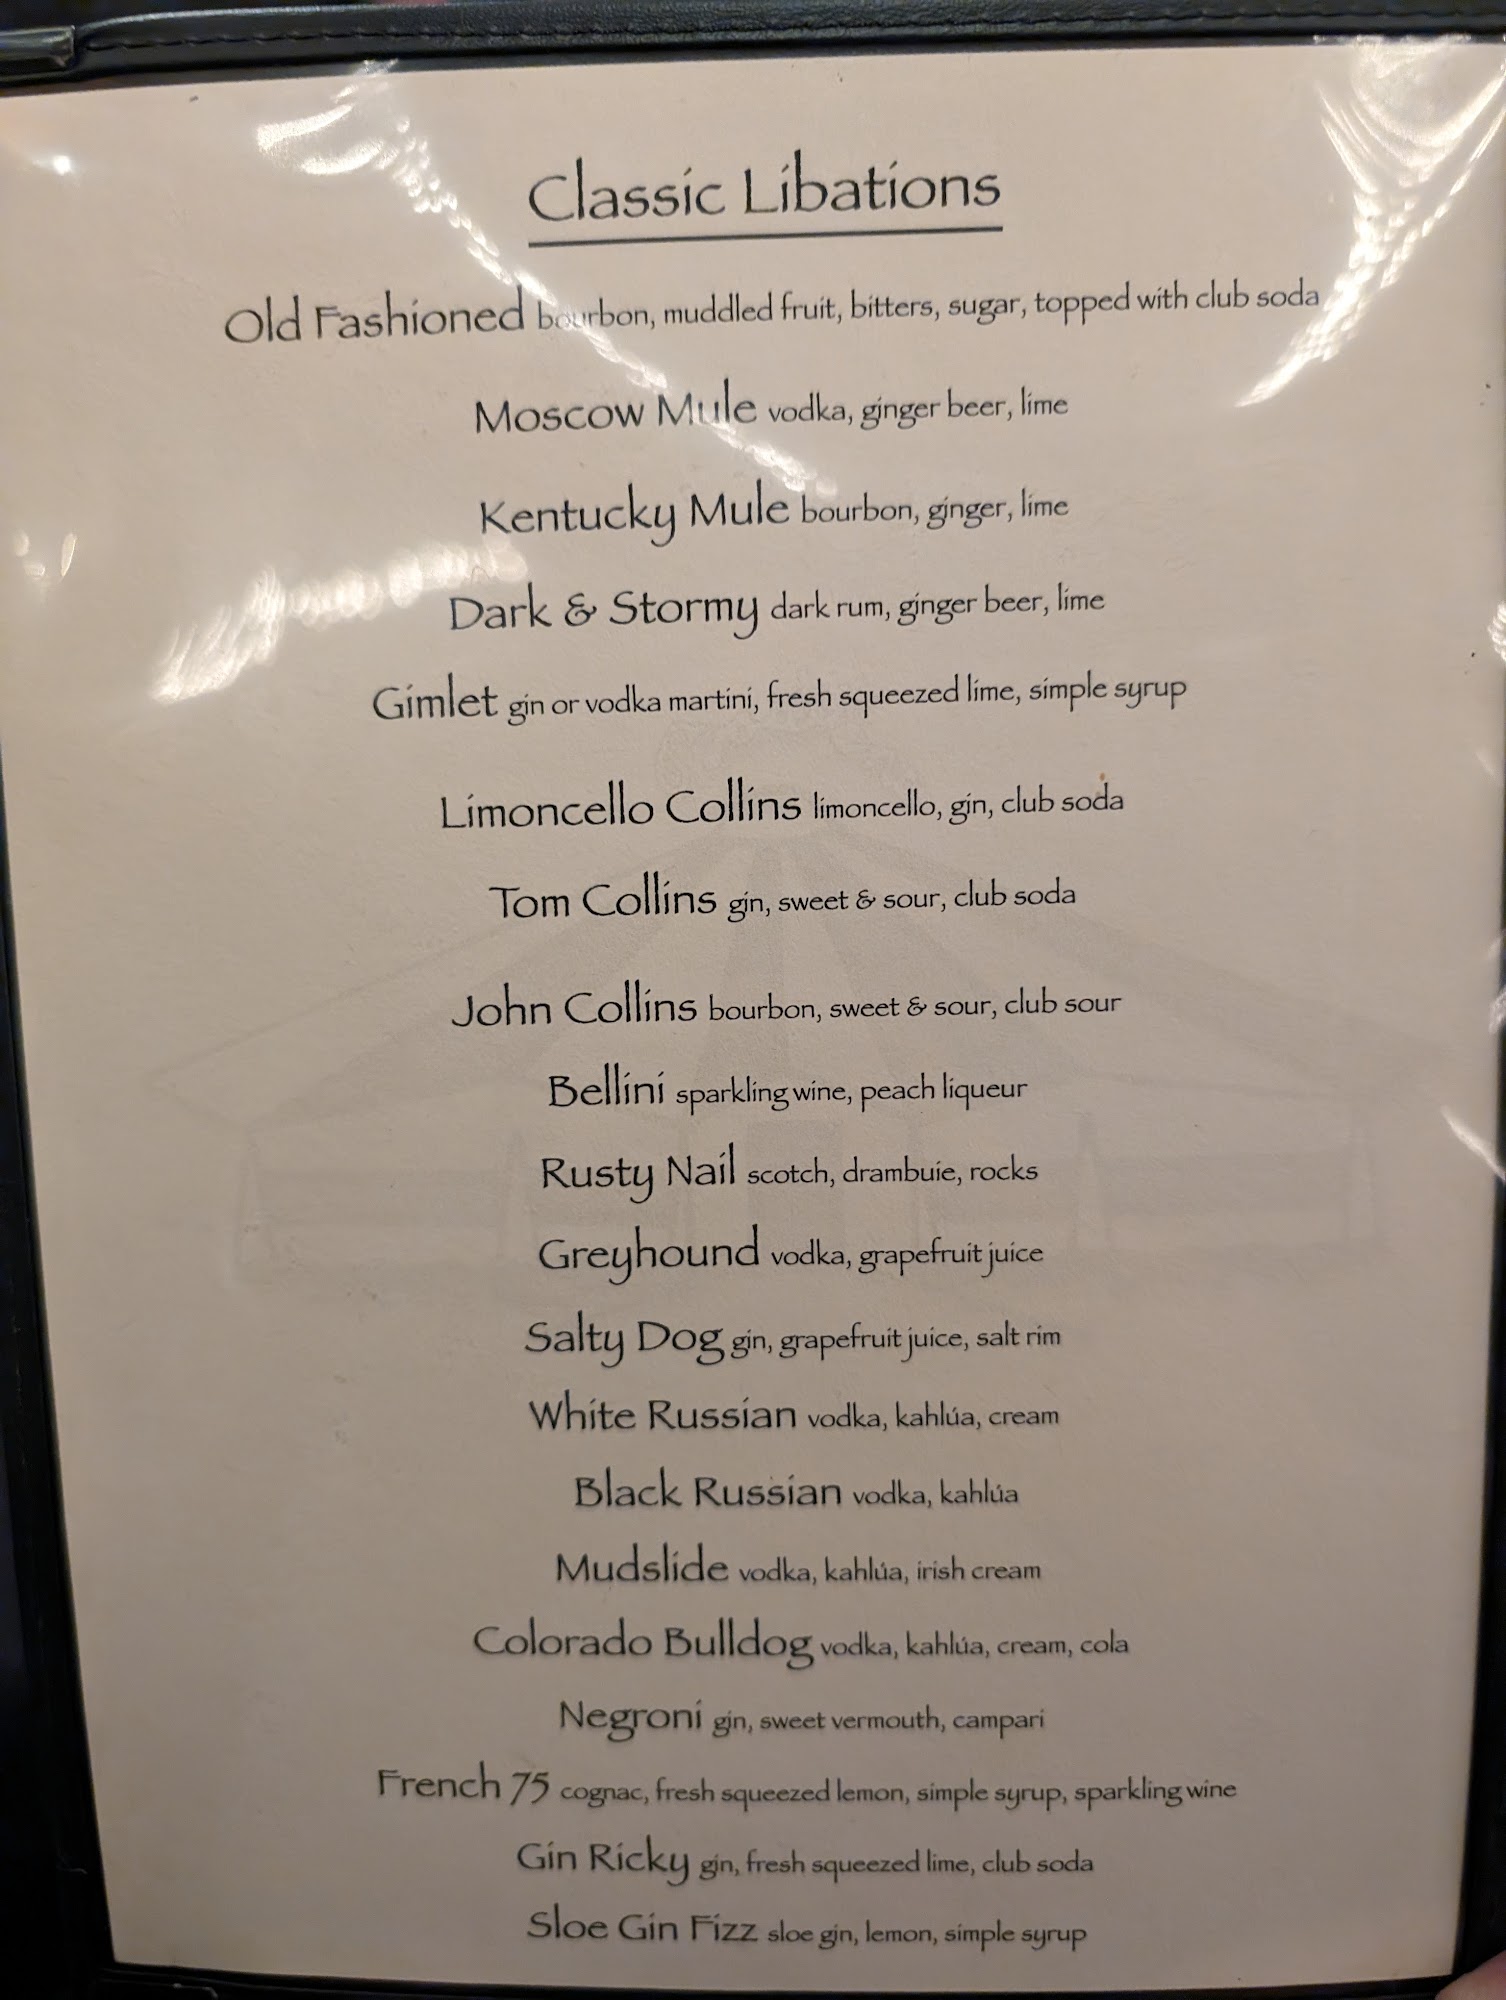 Classic Libations
Old Fashioned bourbon, muddled fruit, bitters, sugar, topped with club soda
Moscow Mule vodka, ginger beer, lime
Kentucky Mule bourbon, ginger, lime
Dark & Stormy dark rum, ginger beer, lime
Gimlet gin or vodka martini, fresh squeezed lime, simple syrup
Limoncello Collins limoncello, gin, club soda
Tom Collins gin, sweet & sour, club soda
John Collins bourbon, sweet & sour, club sour
Bellini sparkling wine, peach liqueur
Rusty Nail scotch, drambuie, rocks
Greyhound vodka, grapefruit juice
Salty Dog gin, grapefruit juice, salt rim
White Russian vodka, kahlúa, cream
Black Russian vodka, kahlúa
Mudslide vodka, kahlúa, irish cream
Colorado Bulldog vodka, kahlúa, cream, cola
Negroni gin, sweet vermouth, campari
French 75 cognac, fresh squeezed lemon, simple syrup, sparkling wine
Gin Ricky gin, fresh squeezed lime, club soda
Sloe Gin Fizz sloe gin, lemon, simple syrup